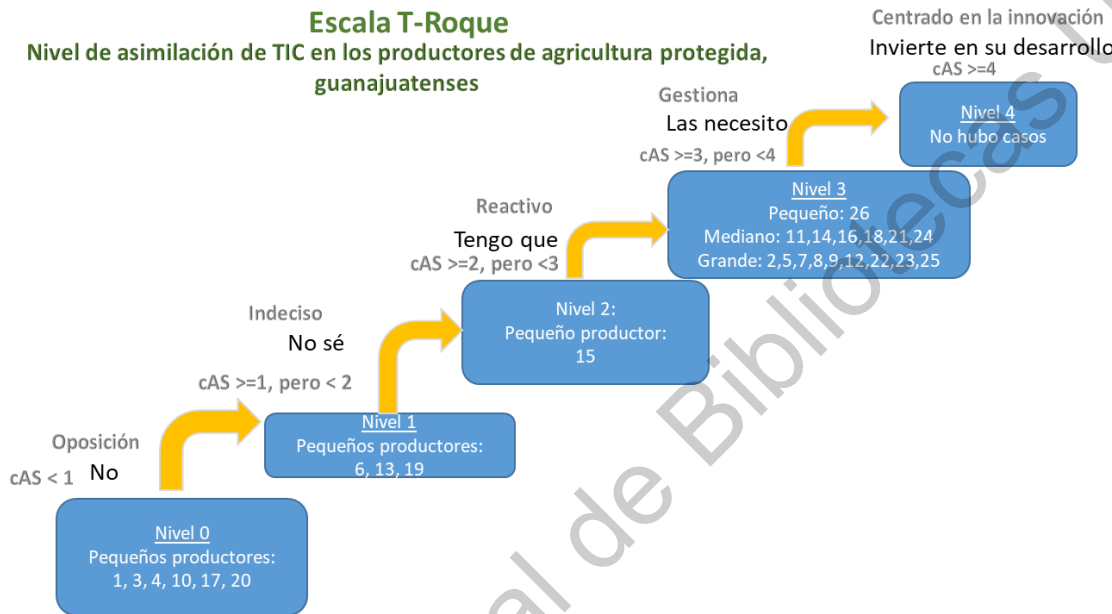 Escala T-Roque
Nivel de asimilación de TIC en los productores de agricultura protegida,
guanajuatenses
Centrado en la innovación
Invierte en su desarrollo
cAS >=4
Nivel 4
No hubo casos
Gestiona
Las necesito
cAS >=3, pero <4
Nivel 3
Pequeño: 26
Mediano: 11,14,16,18,21,24
Grande: 2,5,7,8,9,12,22,23,25
Reactivo
Tengo que
cAS >=2, pero <3
Nivel 2:
Pequeño productor:
15
Indeciso
No sé
cAS >=1, pero < 2
Nivel 1
Pequeños productores:
6, 13, 19
Oposición
cAS < 1 No
Nivel 0
Pequeños productores:
1, 3, 4, 10, 17, 20
al de Bibliotecas U